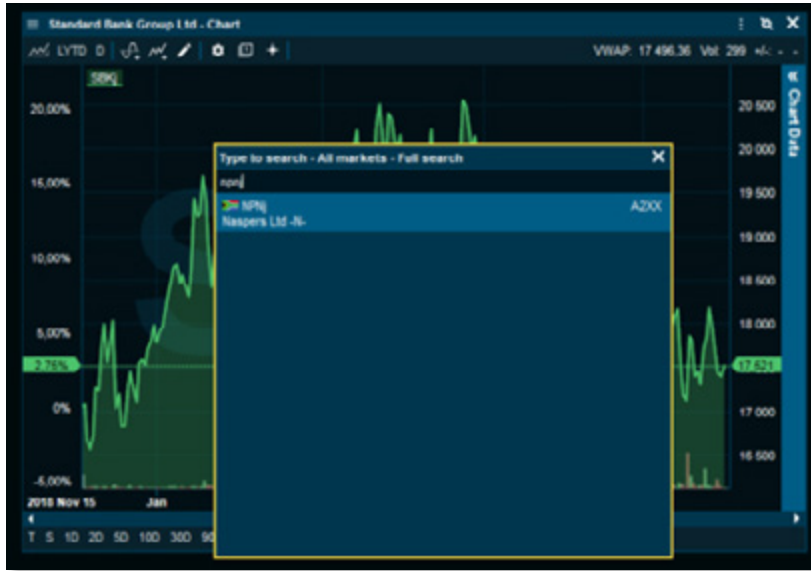 Standard Bank Group Ltd - Chart
LYTD D
VWAP: 17 496.36 Vol: 299 +/-: - -
SBKj
Chart Data
20,00%
15,00%
10,00%
5,00%
2.75%
0%
-5,00%
20 500
20 000
19 500
19 000
18 500
18 000
17.521
17 000
16 500
Type to search - All markets - Full search
npnj
NPNj A2XX
Naspers Ltd -N-
2018 Nov 15 Jan
T S 1D 2D 5D 10D 30D